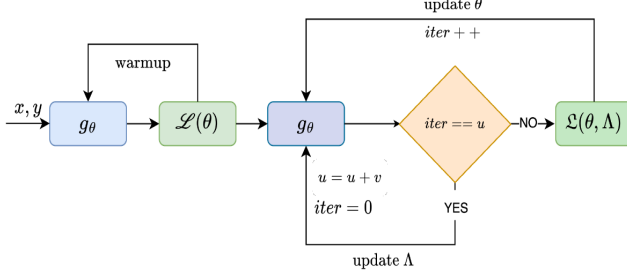 update θ
iter + +
warmup
x, y
g_θ
ℒ(θ)
g_θ
iter == u
NO
𝔏(θ, Λ)
u = u + v
iter = 0
YES
update Λ